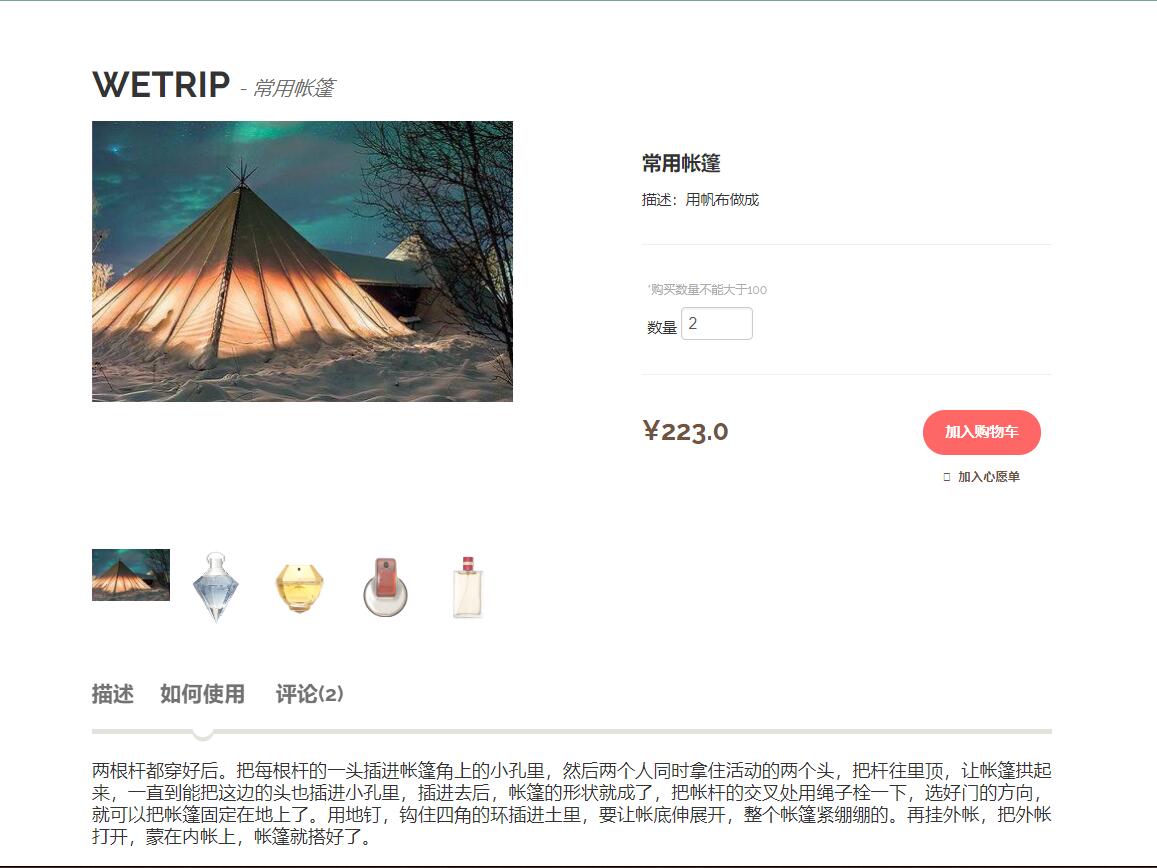 WETRIP - 常用帐篷
常用帐篷
描述：用帆布做成
*购买数量不能大于100
数量 2
¥223.0
加入购物车
加入心愿单
描述 如何使用 评论(2)
两根杆都穿好后。把每根杆的一头插进帐篷角上的小孔里，然后两个人同时拿住活动的两个头，把杆往里顶，让帐篷拱起
来，一直到能把这边的头也插进小孔里，插进去后，帐篷的形状就成了，把帐杆的交叉处用绳子栓一下，选好门的方向，
就可以把帐篷固定在地上了。用地钉，钩住四角的环插进土里，要让帐底伸展开，整个帐篷紧绷绷的。再挂外帐，把外帐
打开，蒙在内帐上，帐篷就搭好了。